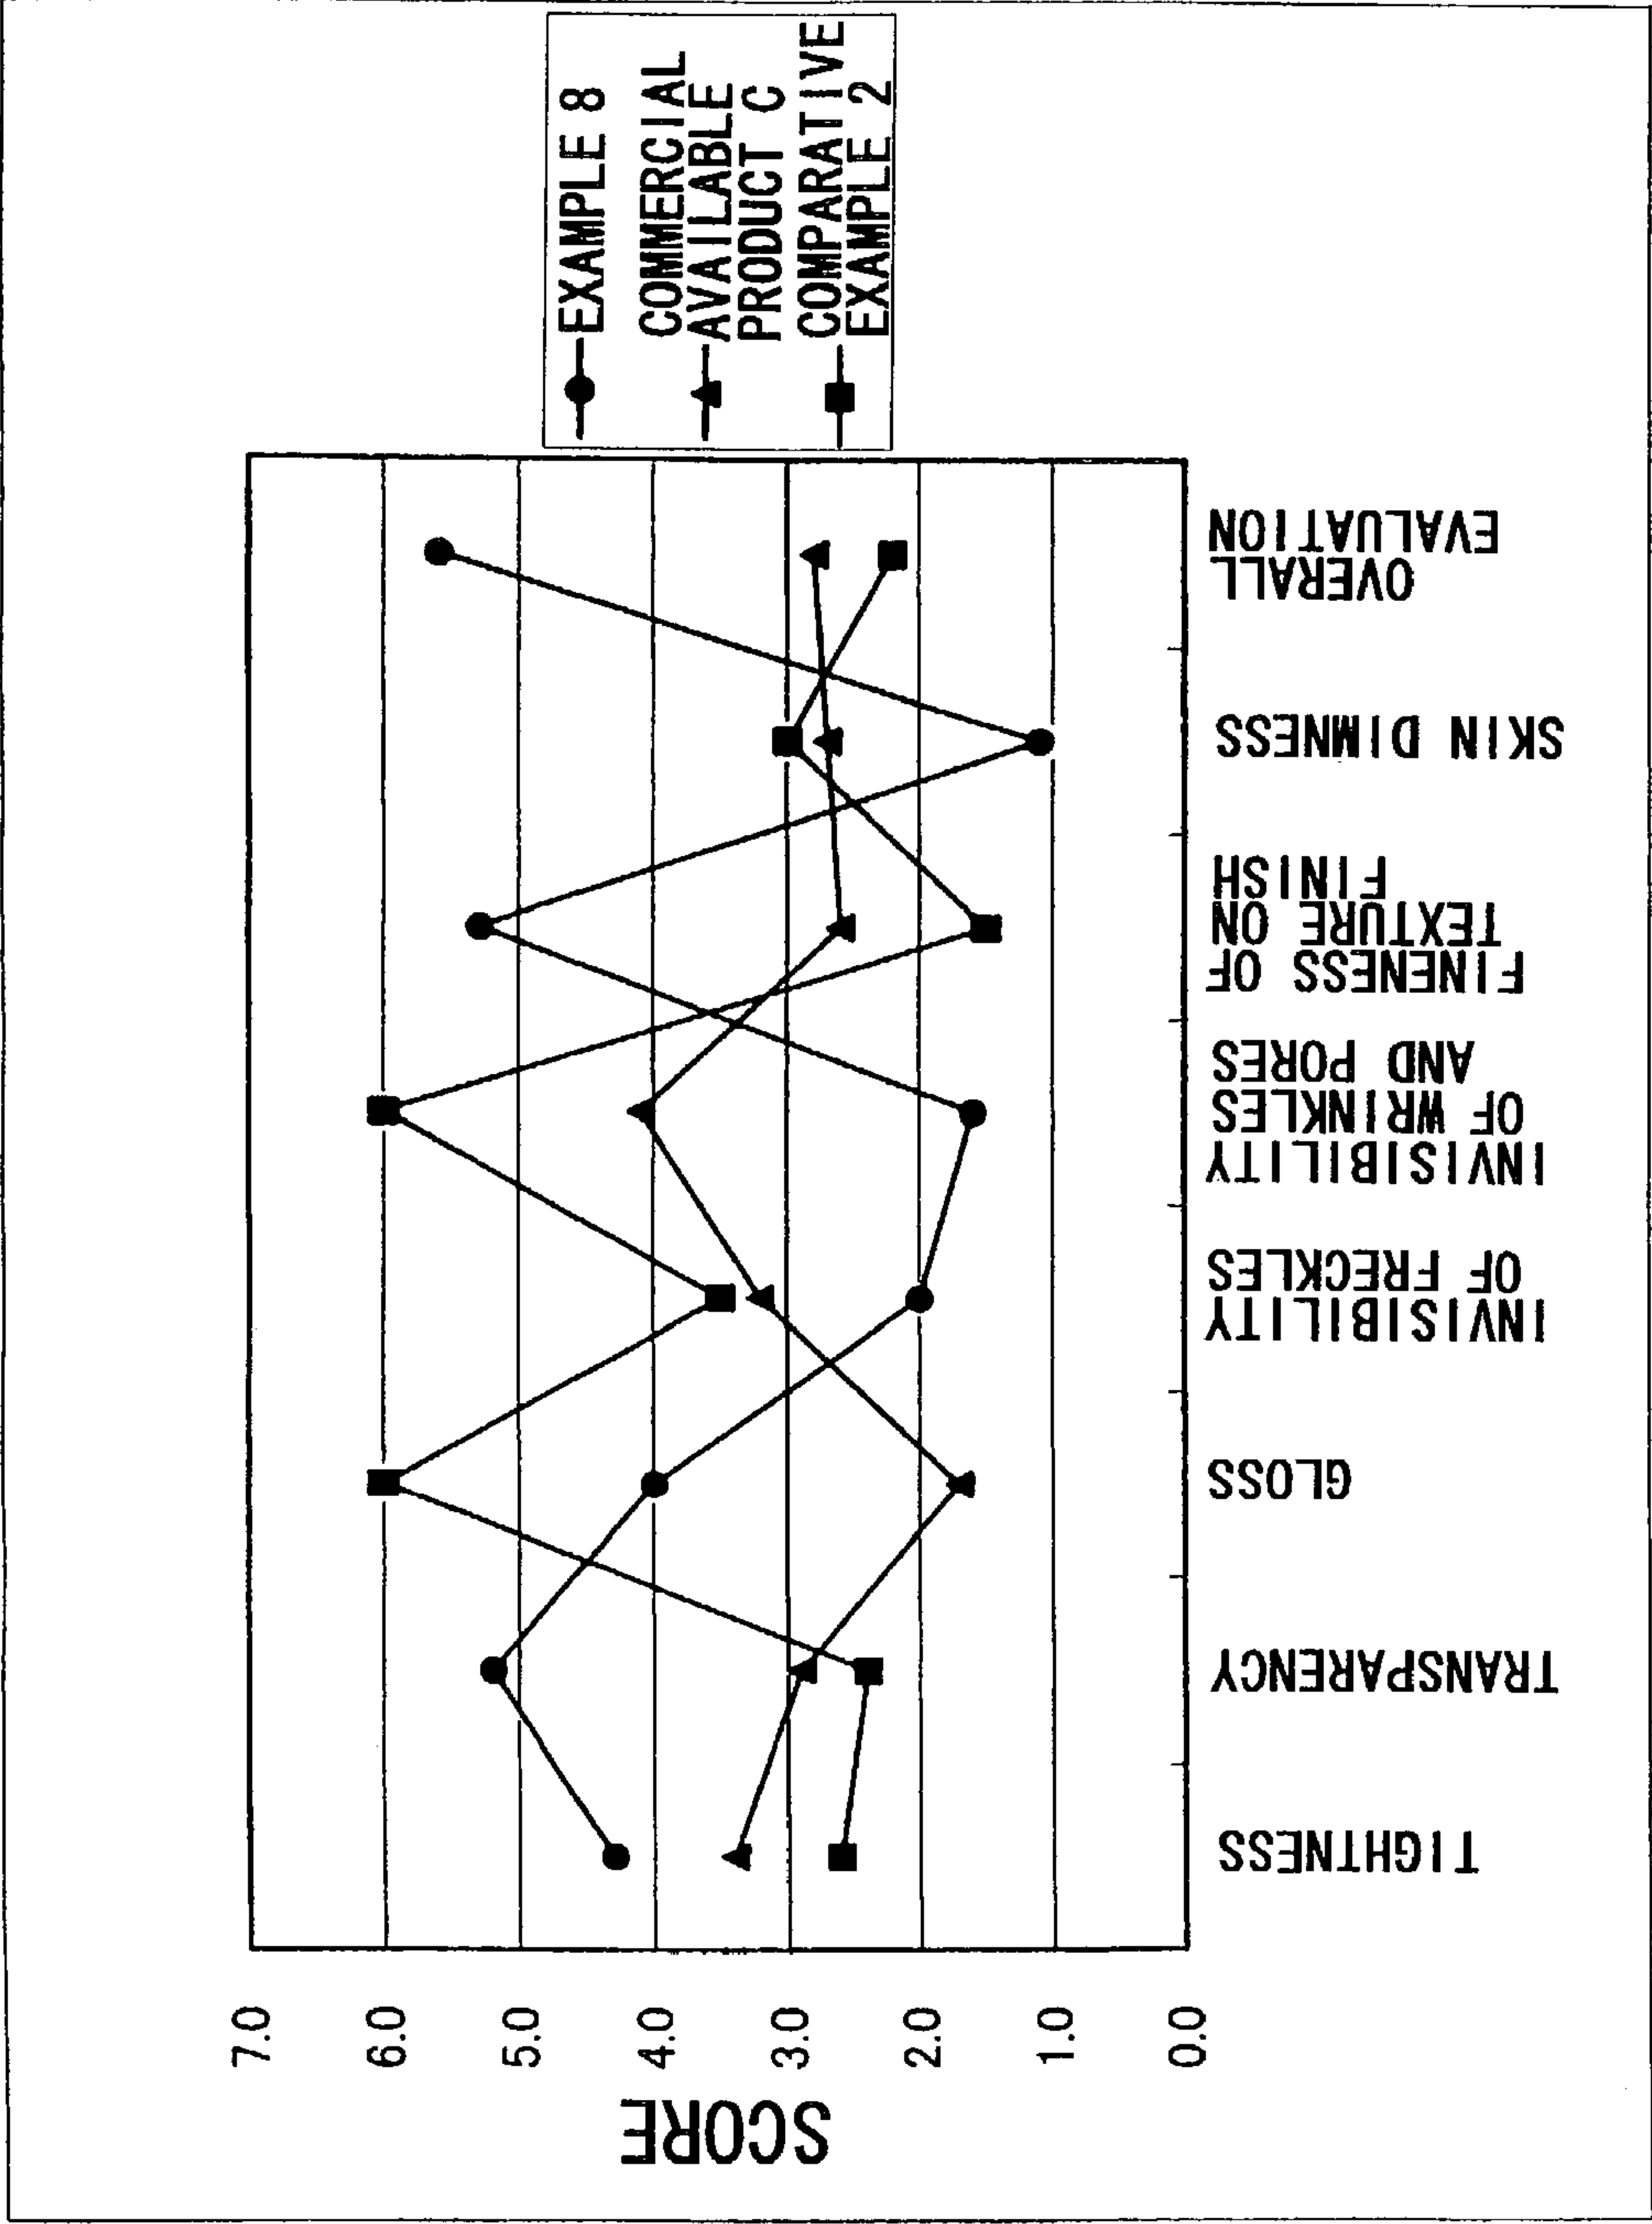 SCORE
7.0
6.0
5.0
4.0
3.0
2.0
1.0
0.0
TIGHTNESS
TRANSPARENCY
GLOSS
INVISIBILITY
OF FRECKLES
INVISIBILITY
OF WRINKLES
AND PORES
FINENESS OF
TEXTURE ON
FINISH
SKIN DIMNESS
OVERALL
EVALUATION
EXAMPLE 8
COMMERCIAL
AVAILABLE
PRODUCT C
COMPARATIVE
EXAMPLE 2